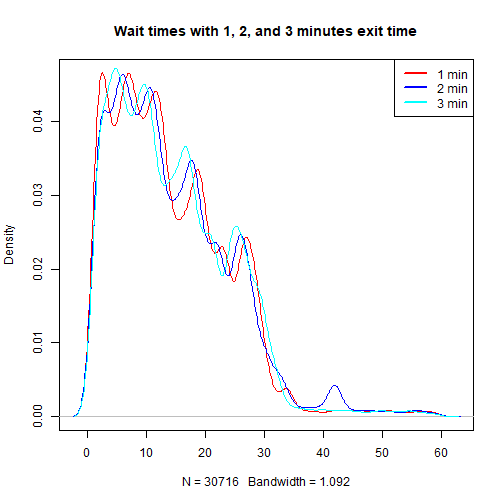 Wait times with 1, 2, and 3 minutes exit time
1 min
2 min
3 min
Density
0.04
0.03
0.02
0.01
0.00
0 10 20 30 40 50 60
N = 30716 Bandwidth = 1.092